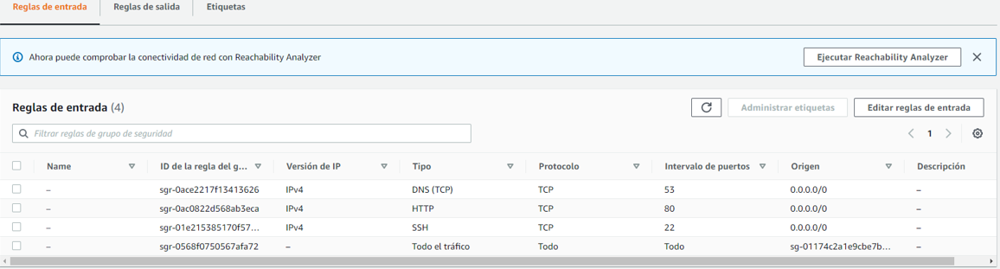 Reglas de entrada Reglas de salida Etiquetas
Ahora puede comprobar la conectividad de red con Reachability Analyzer Ejecutar Reachability Analyzer
Reglas de entrada (4) Administrar etiquetas Editar reglas de entrada
Filtrar reglas de grupo de seguridad 1
Name ID de la regla del g... Versión de IP Tipo Protocolo Intervalo de puertos Origen Descripción
– sgr-0ace2217f13413626 IPv4 DNS (TCP) TCP 53 0.0.0.0/0 –
– sgr-0ac0822d568ab3eca IPv4 HTTP TCP 80 0.0.0.0/0 –
– sgr-01e215385170f57... IPv4 SSH TCP 22 0.0.0.0/0 –
– sgr-0568f0750567afa72 – Todo el tráfico Todo Todo sg-01174c2a1e9cbe7b... –